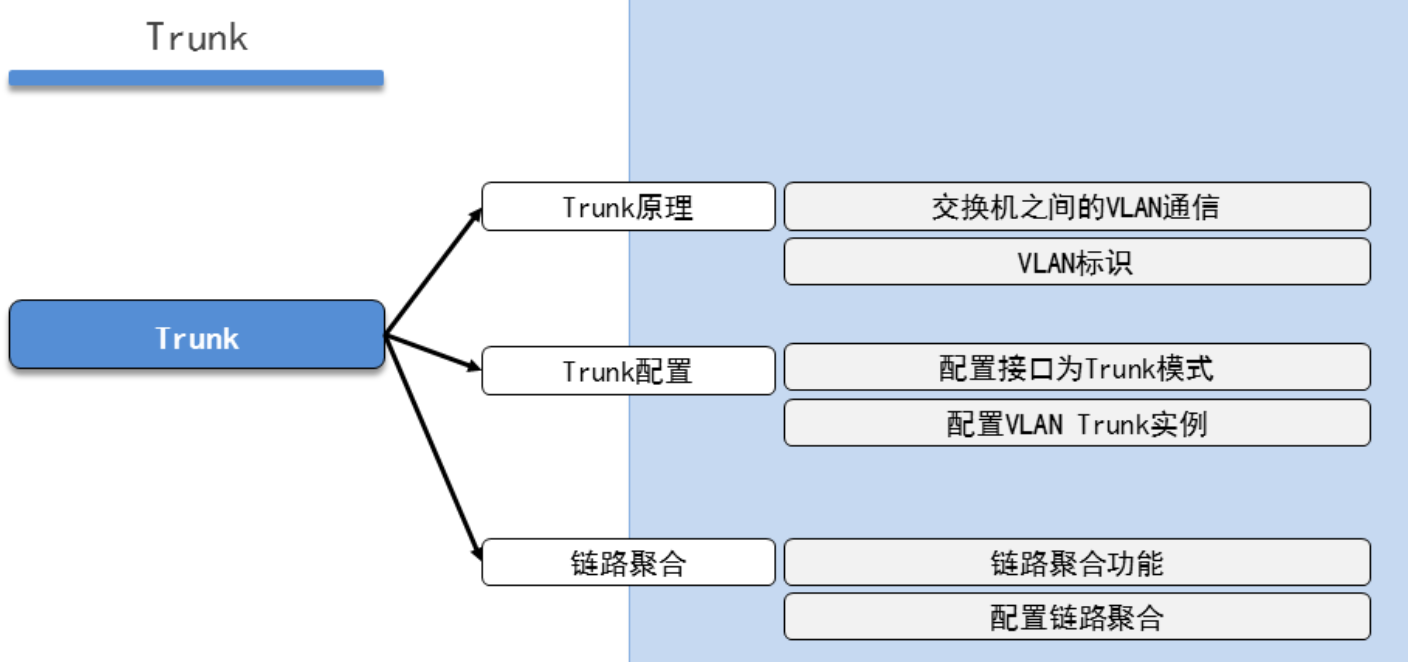 Trunk
Trunk
Trunk原理
交换机之间的VLAN通信
VLAN标识
Trunk配置
配置接口为Trunk模式
配置VLAN Trunk实例
链路聚合
链路聚合功能
配置链路聚合